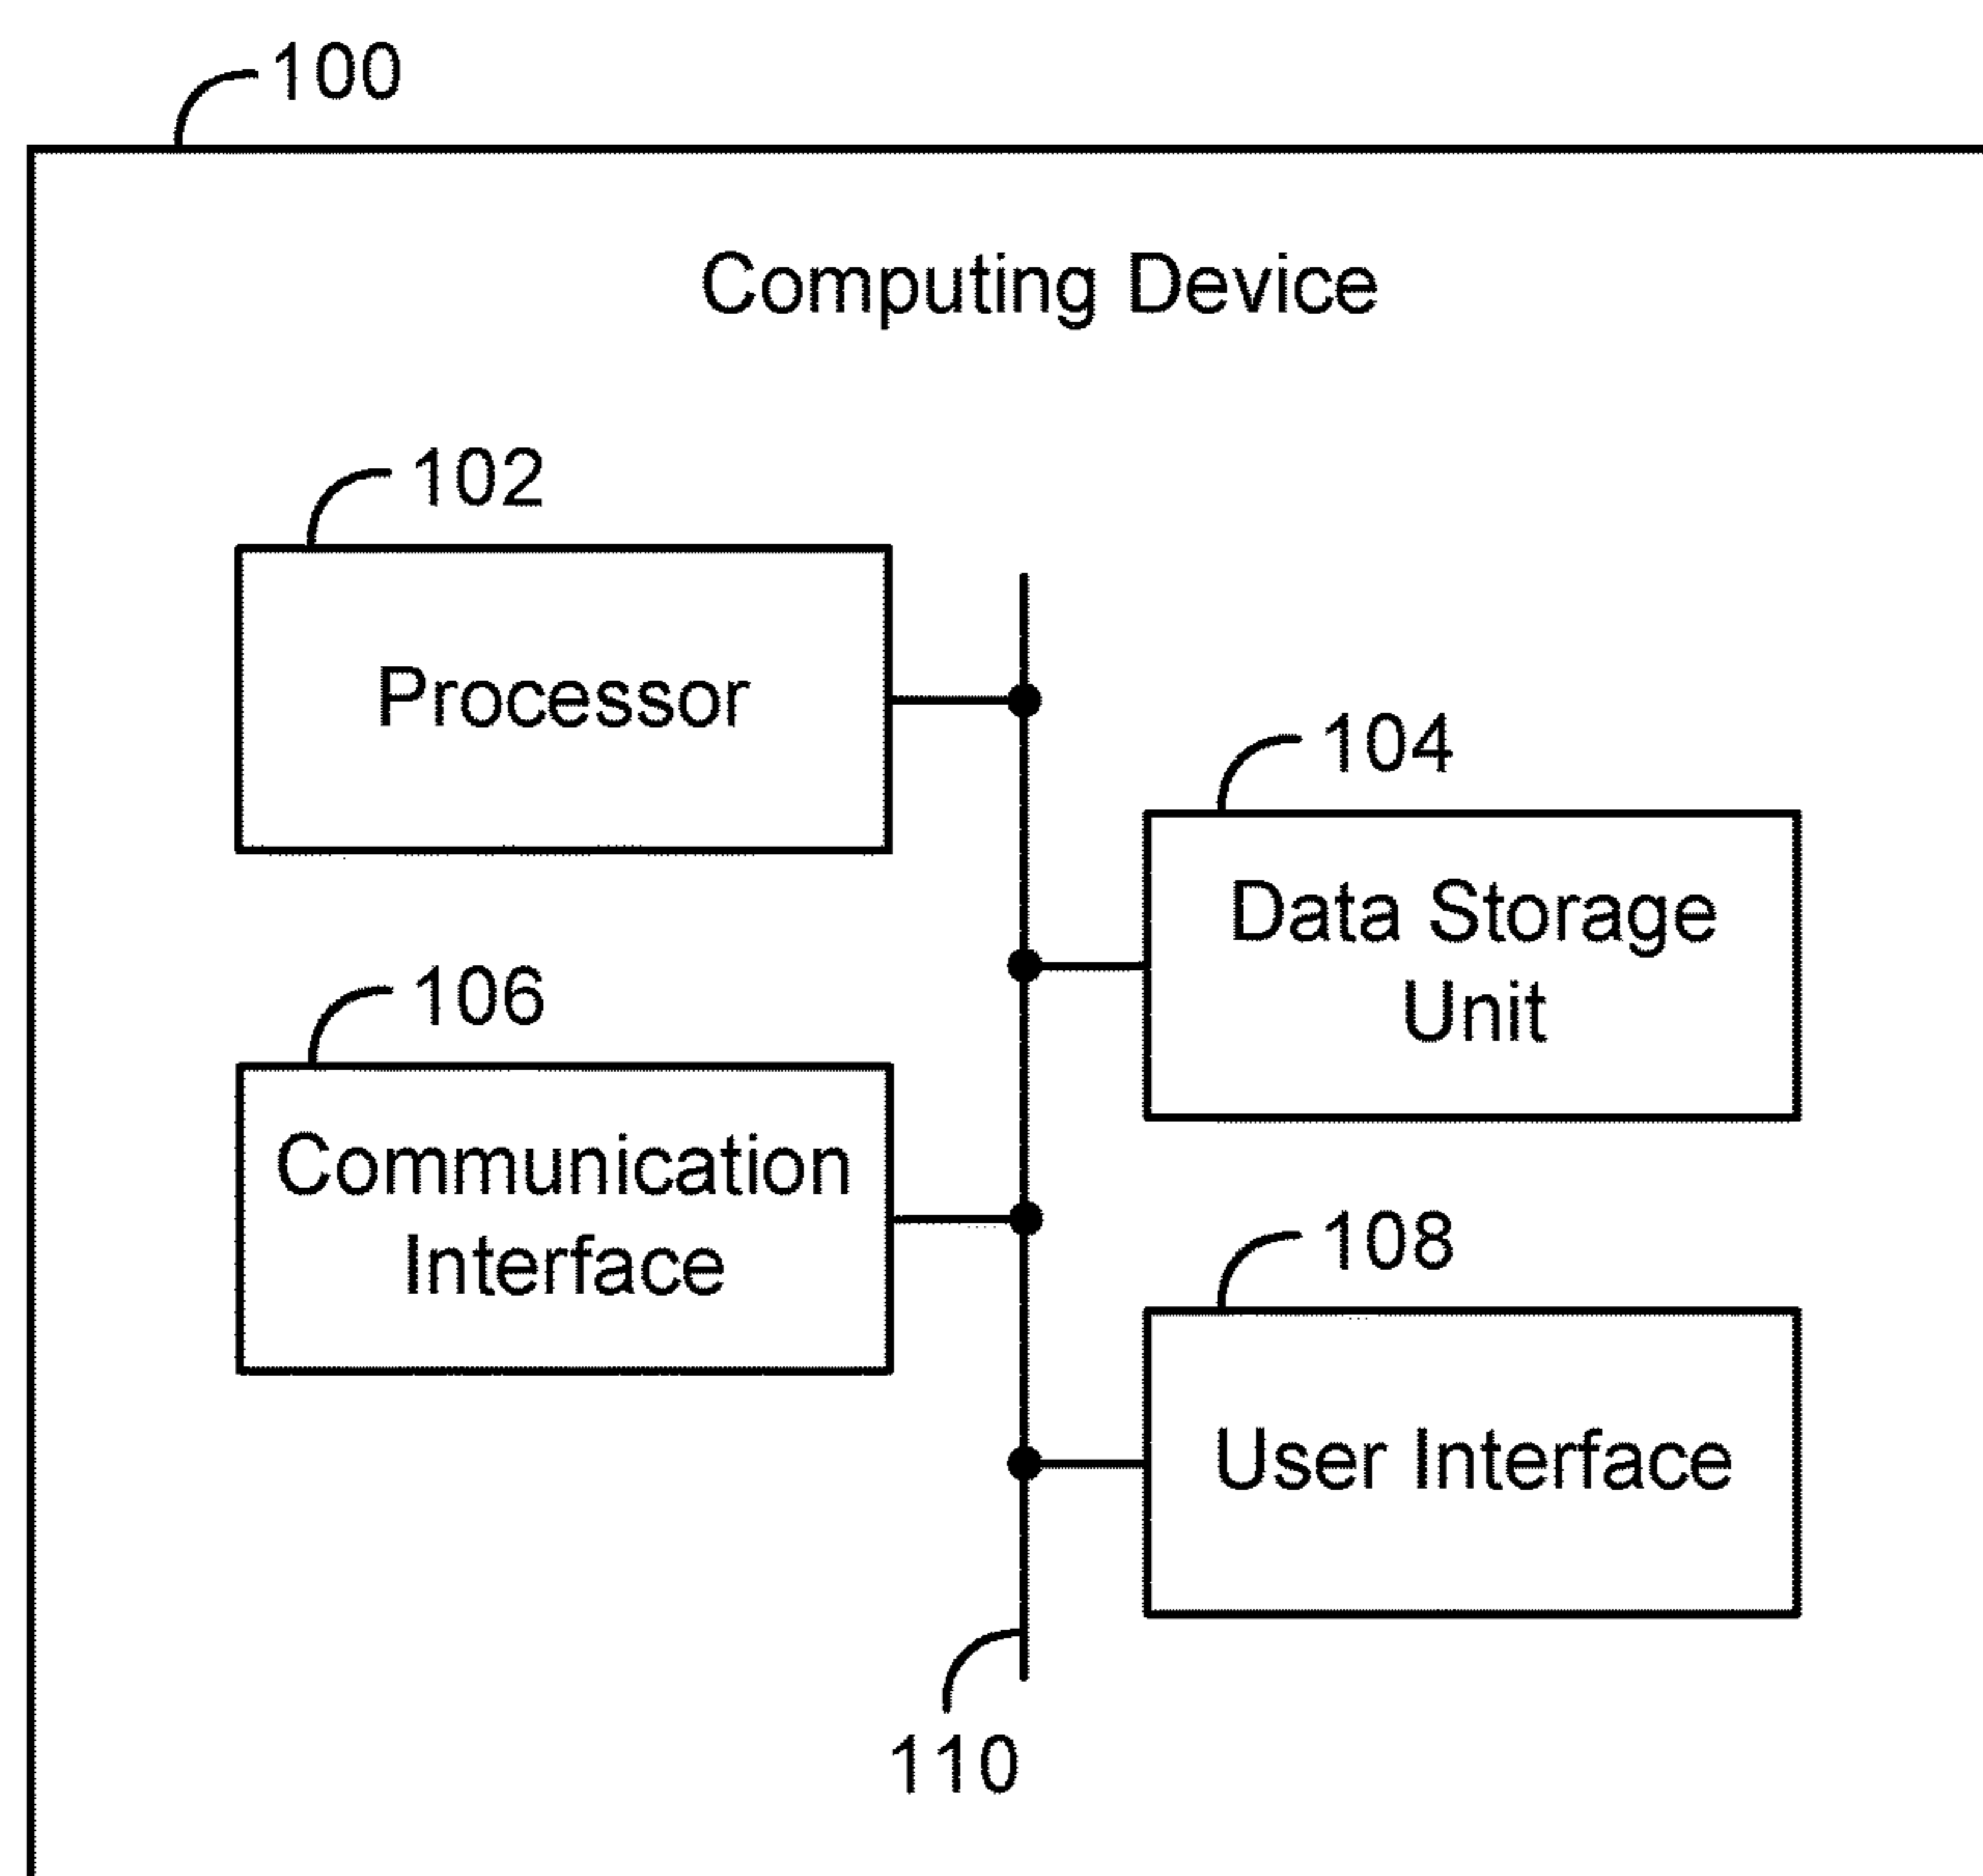 100
Computing Device
102
Processor
104
Data Storage
Unit
106
Communication
Interface
108
User Interface
110